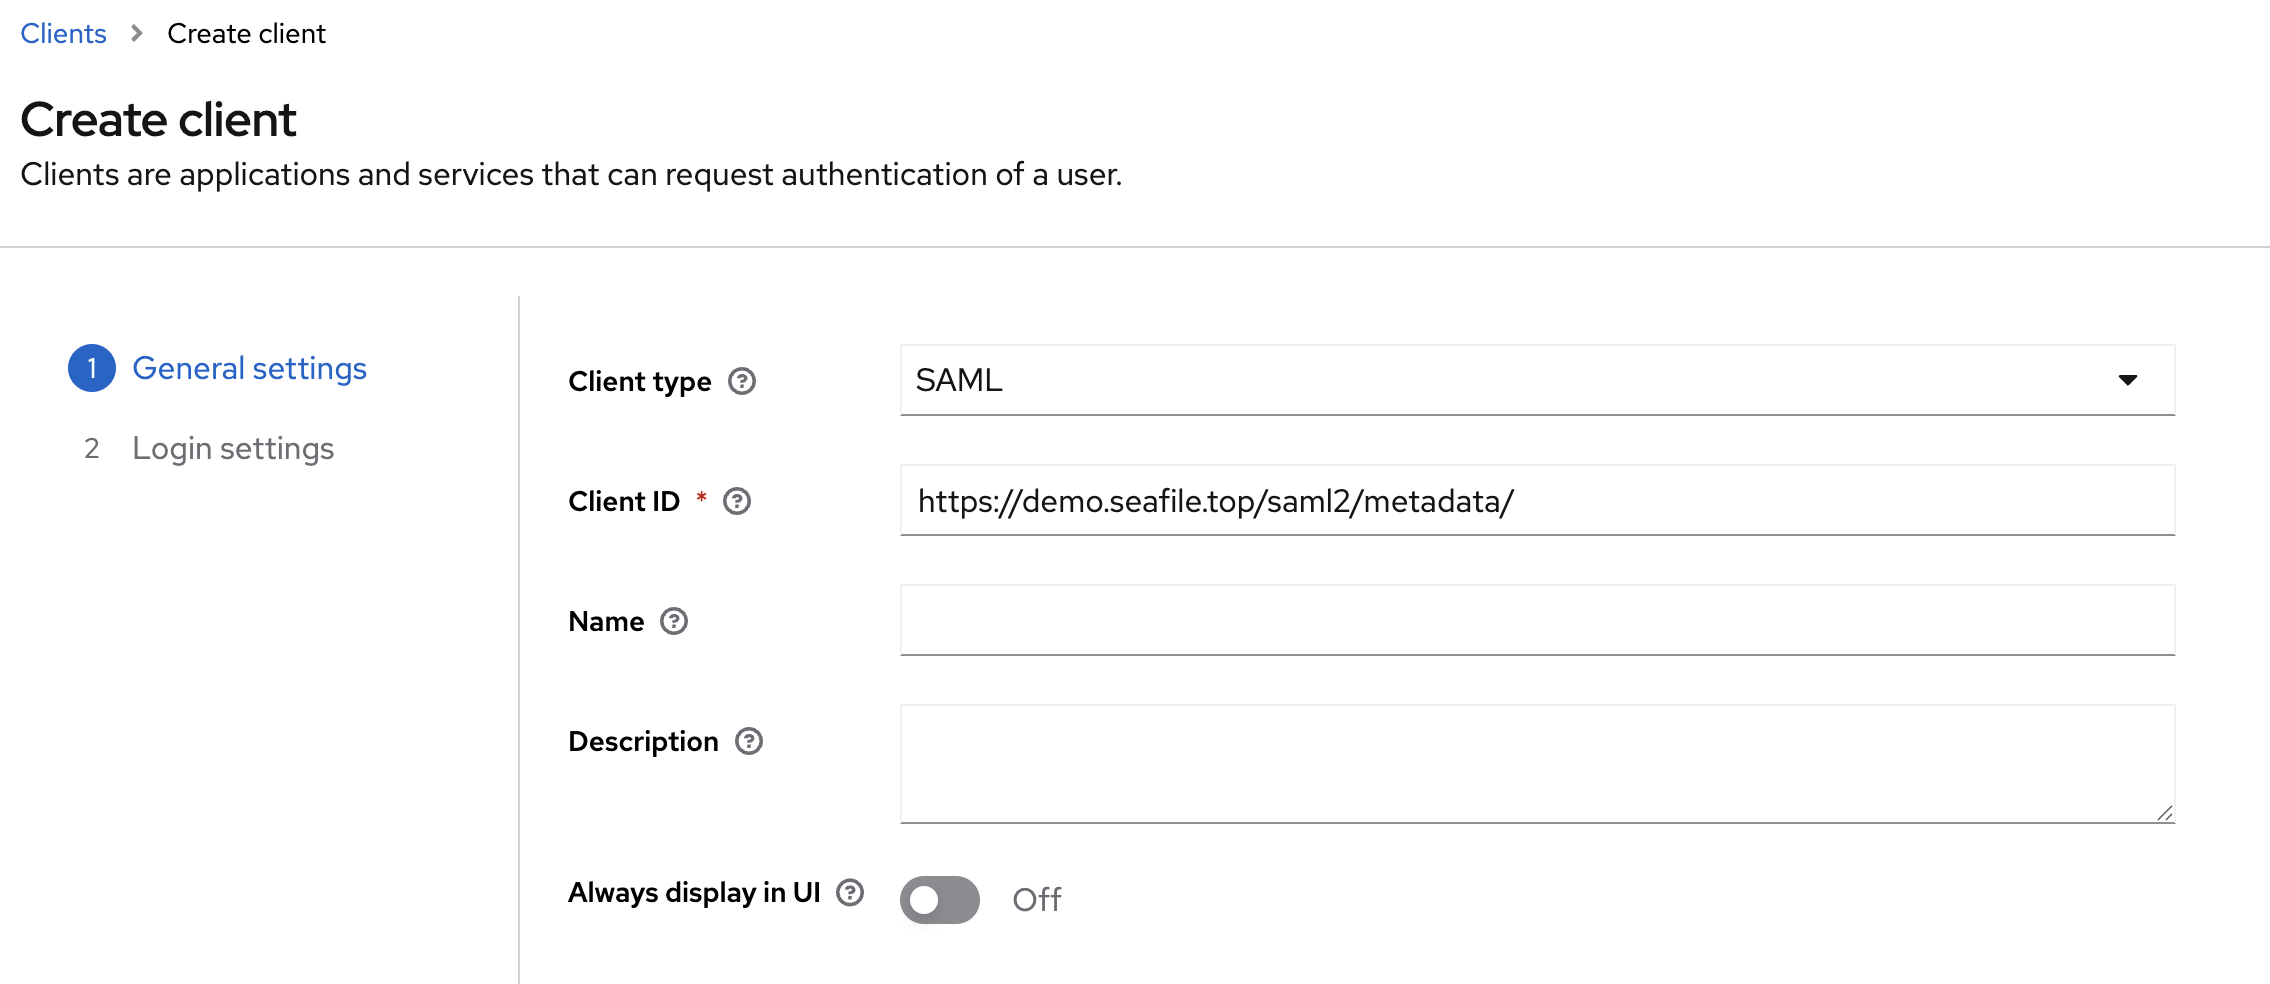 Clients > Create client
Create client
Clients are applications and services that can request authentication of a user.
1 General settings
2 Login settings
Client type ?
SAML
Client ID * ?
https://demo.seafile.top/saml2/metadata/
Name ?
Description ?
Always display in UI ?
Off